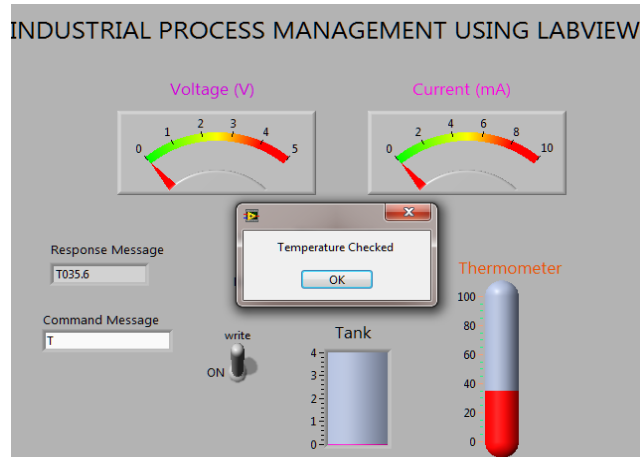 INDUSTRIAL PROCESS MANAGEMENT USING LABVIEW
Voltage (V)
Current (mA)
0 1 2 3 4 5
0 2 4 6 8 10
Temperature Checked
OK
Response Message
T035.6
Command Message
T
write
ON
Tank
4
3
2
1
0
Thermometer
100
80
60
40
20
0